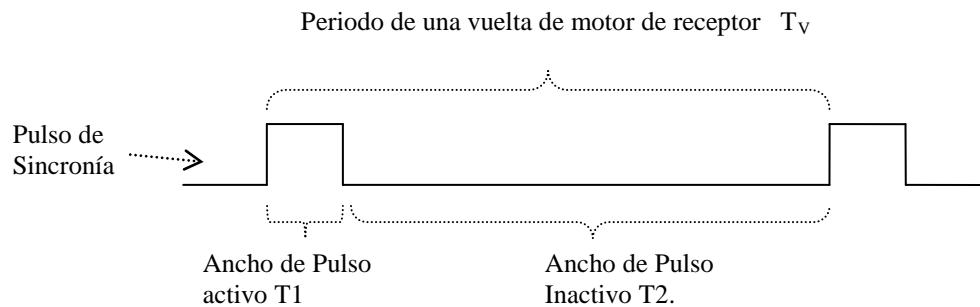 Periodo de una vuelta de motor de receptor T_V
Pulso de
Sincronía
Ancho de Pulso
activo T1
Ancho de Pulso
Inactivo T2.